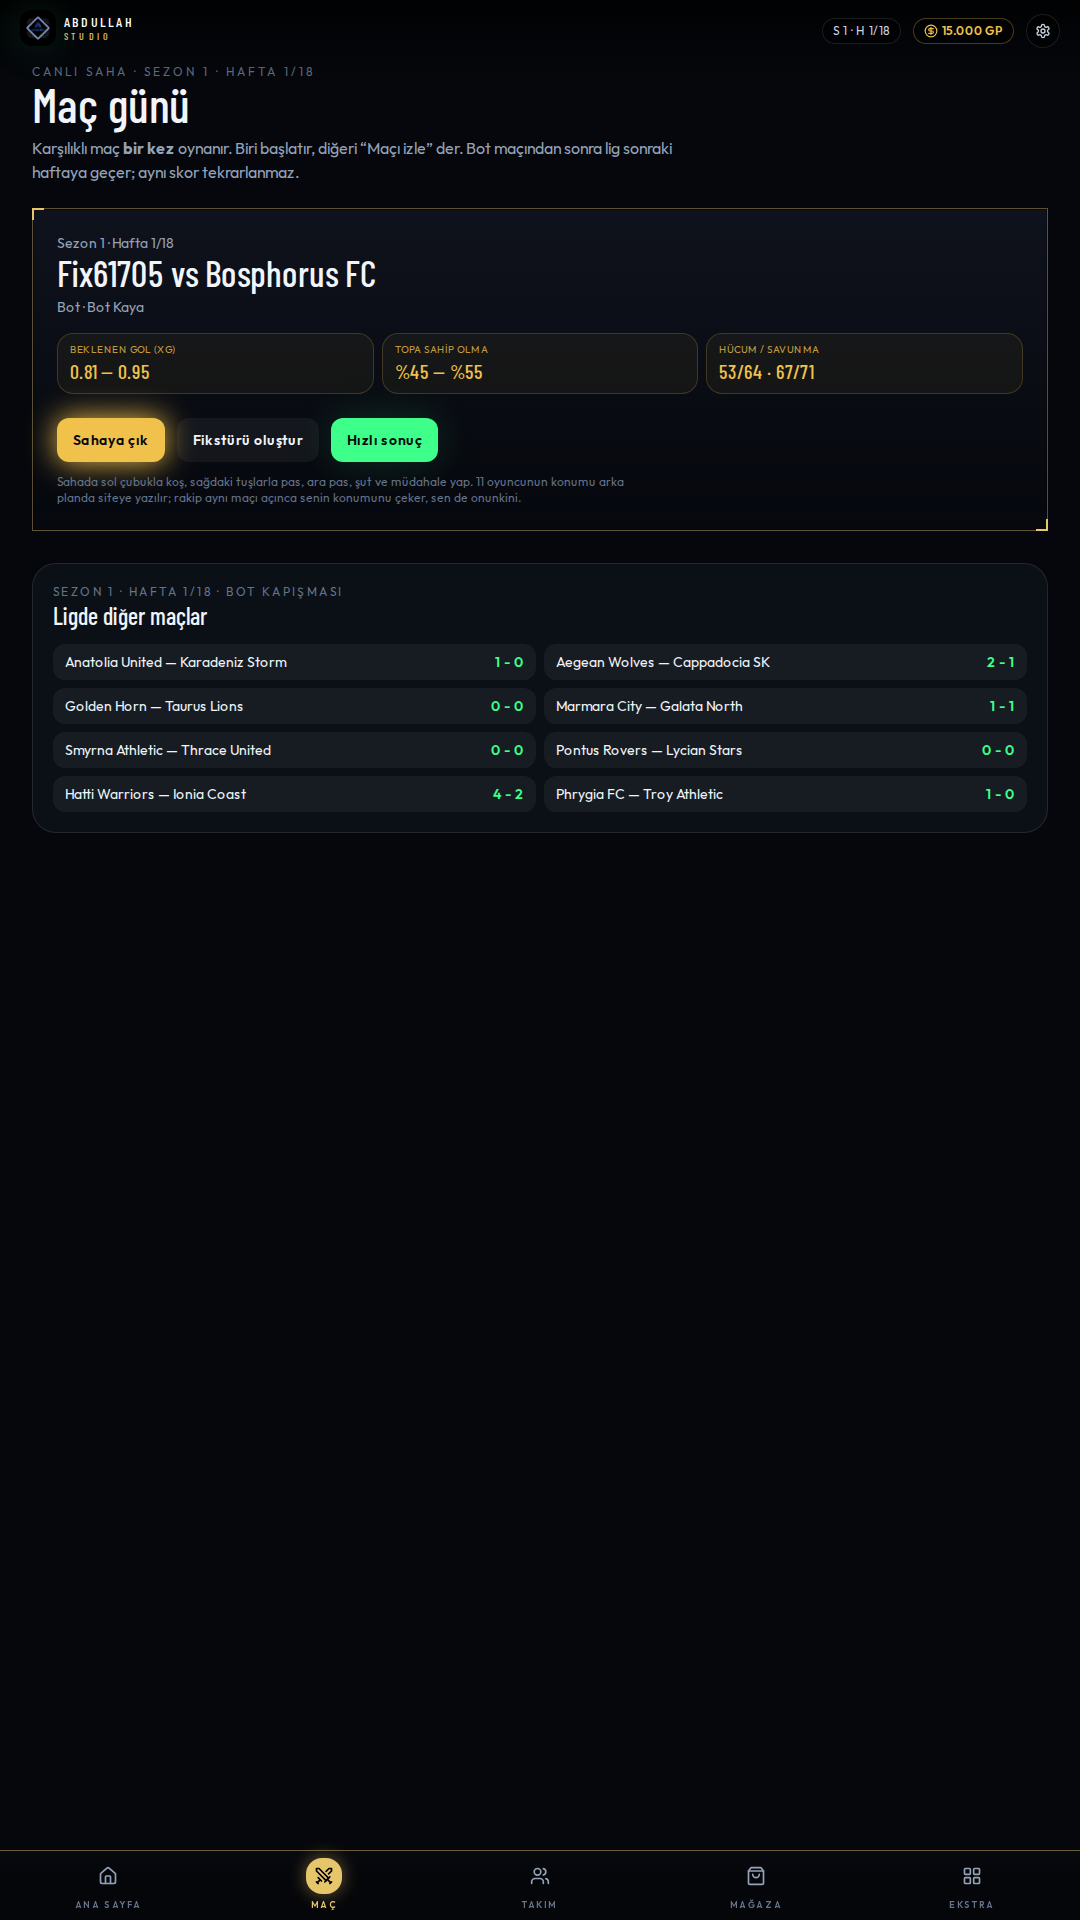 ABDULLAH
STUDIO
S 1 · H 1/18
15.000 GP
CANLI SAHA · SEZON 1 · HAFTA 1/18
Maç günü
Karşılıklı maç bir kez oynanır. Biri başlatır, diğeri “Maçı izle” der. Bot maçından sonra lig sonraki
haftaya geçer; aynı skor tekrarlanmaz.
Sezon 1 · Hafta 1/18
Fix61705 vs Bosphorus FC
Bot · Bot Kaya
BEKLENEN GOL (XG)
0.81 — 0.95
TOPA SAHİP OLMA
%45 — %55
HÜCUM / SAVUNMA
53/64 · 67/71
Sahaya çık
Fikstürü oluştur
Hızlı sonuç
Sahada sol çubukla koş, sağdaki tuşlarla pas, ara pas, şut ve müdahale yap. 11 oyuncunun konumu arka
planda siteye yazılır; rakip aynı maçı açınca senin konumunu çeker, sen de onunkini.
SEZON 1 · HAFTA 1/18 · BOT KAPIŞMASI
Ligde diğer maçlar
Anatolia United — Karadeniz Storm 1 - 0
Aegean Wolves — Cappadocia SK 2 - 1
Golden Horn — Taurus Lions 0 - 0
Marmara City — Galata North 1 - 1
Smyrna Athletic — Thrace United 0 - 0
Pontus Rovers — Lycian Stars 0 - 0
Hatti Warriors — Ionia Coast 4 - 2
Phrygia FC — Troy Athletic 1 - 0
ANA SAYFA
MAÇ
TAKIM
MAĞAZA
EKSTRA